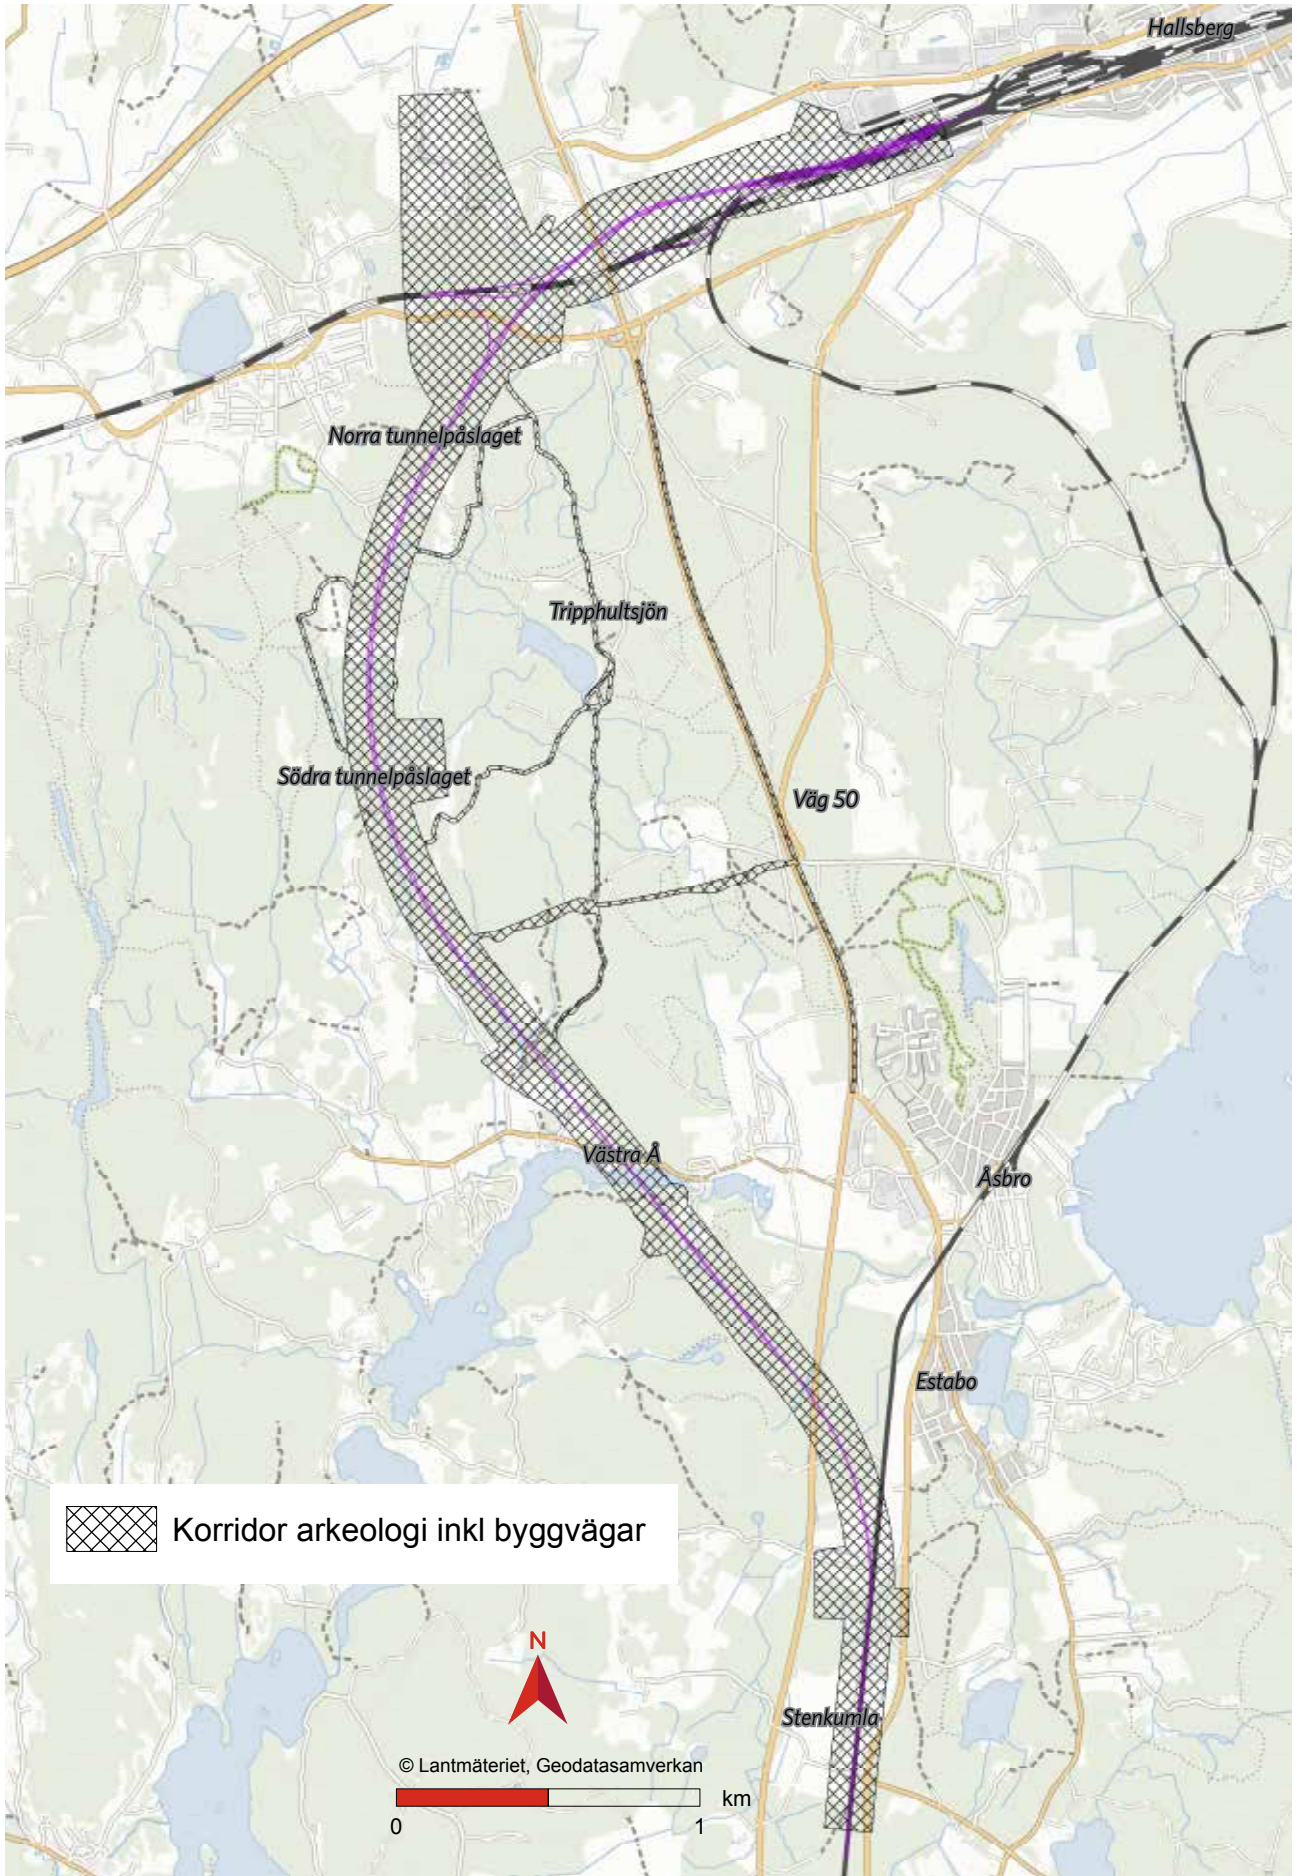 Hallsberg
Norra tunnelpåslaget
Tripphultsjön
Södra tunnelpåslaget
Väg 50
Västra Å
Åsbro
Estabo
Korridor arkeologi inkl byggvägar
N
Stenkumla
© Lantmäteriet, Geodatasamverkan
km
0 1